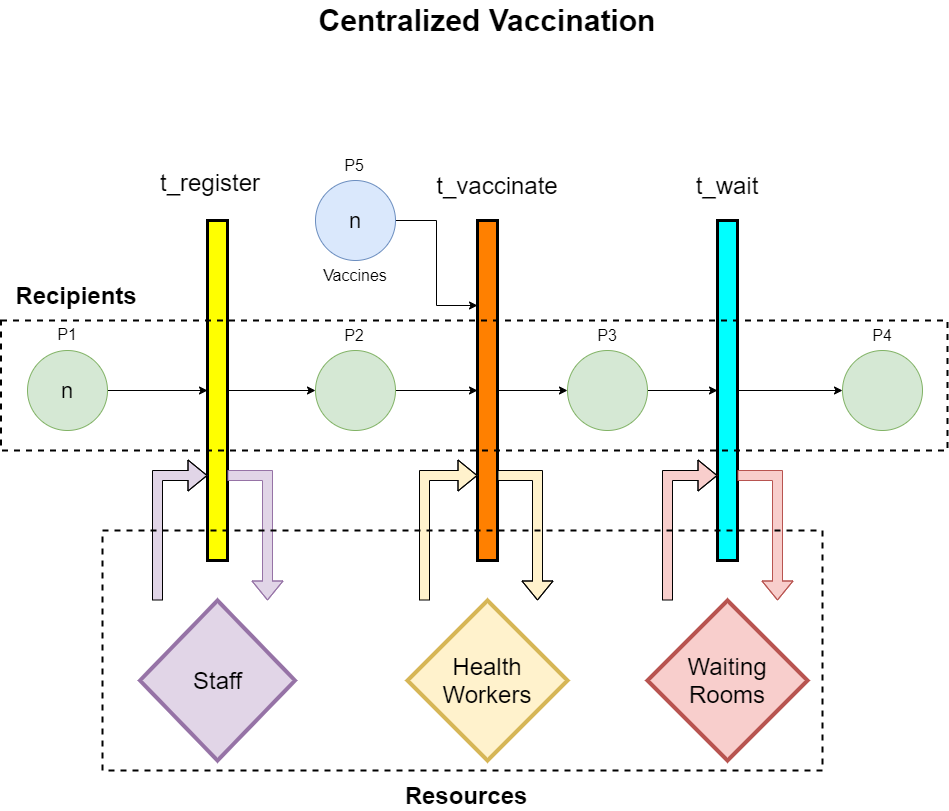 Centralized Vaccination
P5
t_register
t_vaccinate
t_wait
n
Vaccines
Recipients
P1
P2
P3
P4
n
Staff
Health
Workers
Waiting
Rooms
Resources